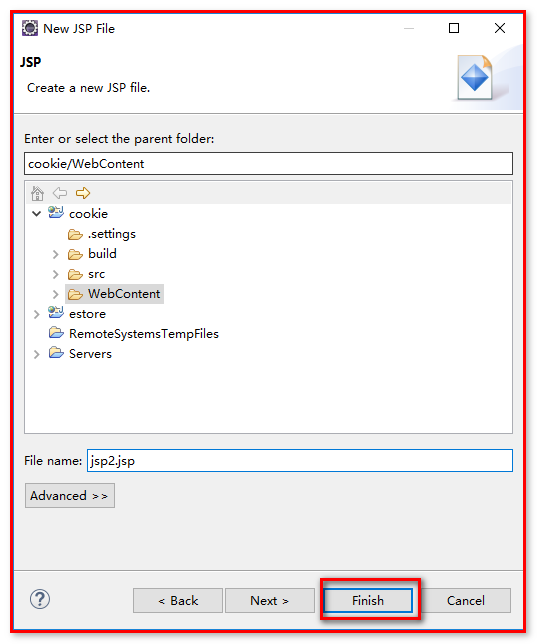 New JSP File
JSP
Create a new JSP file.
Enter or select the parent folder:
cookie/WebContent
cookie
.settings
build
src
WebContent
estore
RemoteSystemsTempFiles
Servers
File name: jsp2.jsp
Advanced >>
? < Back Next > Finish Cancel